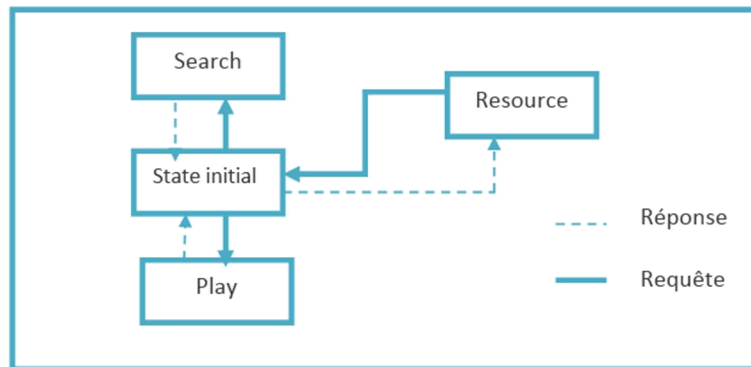 Search
Resource
State initial
Réponse
Play
Requête